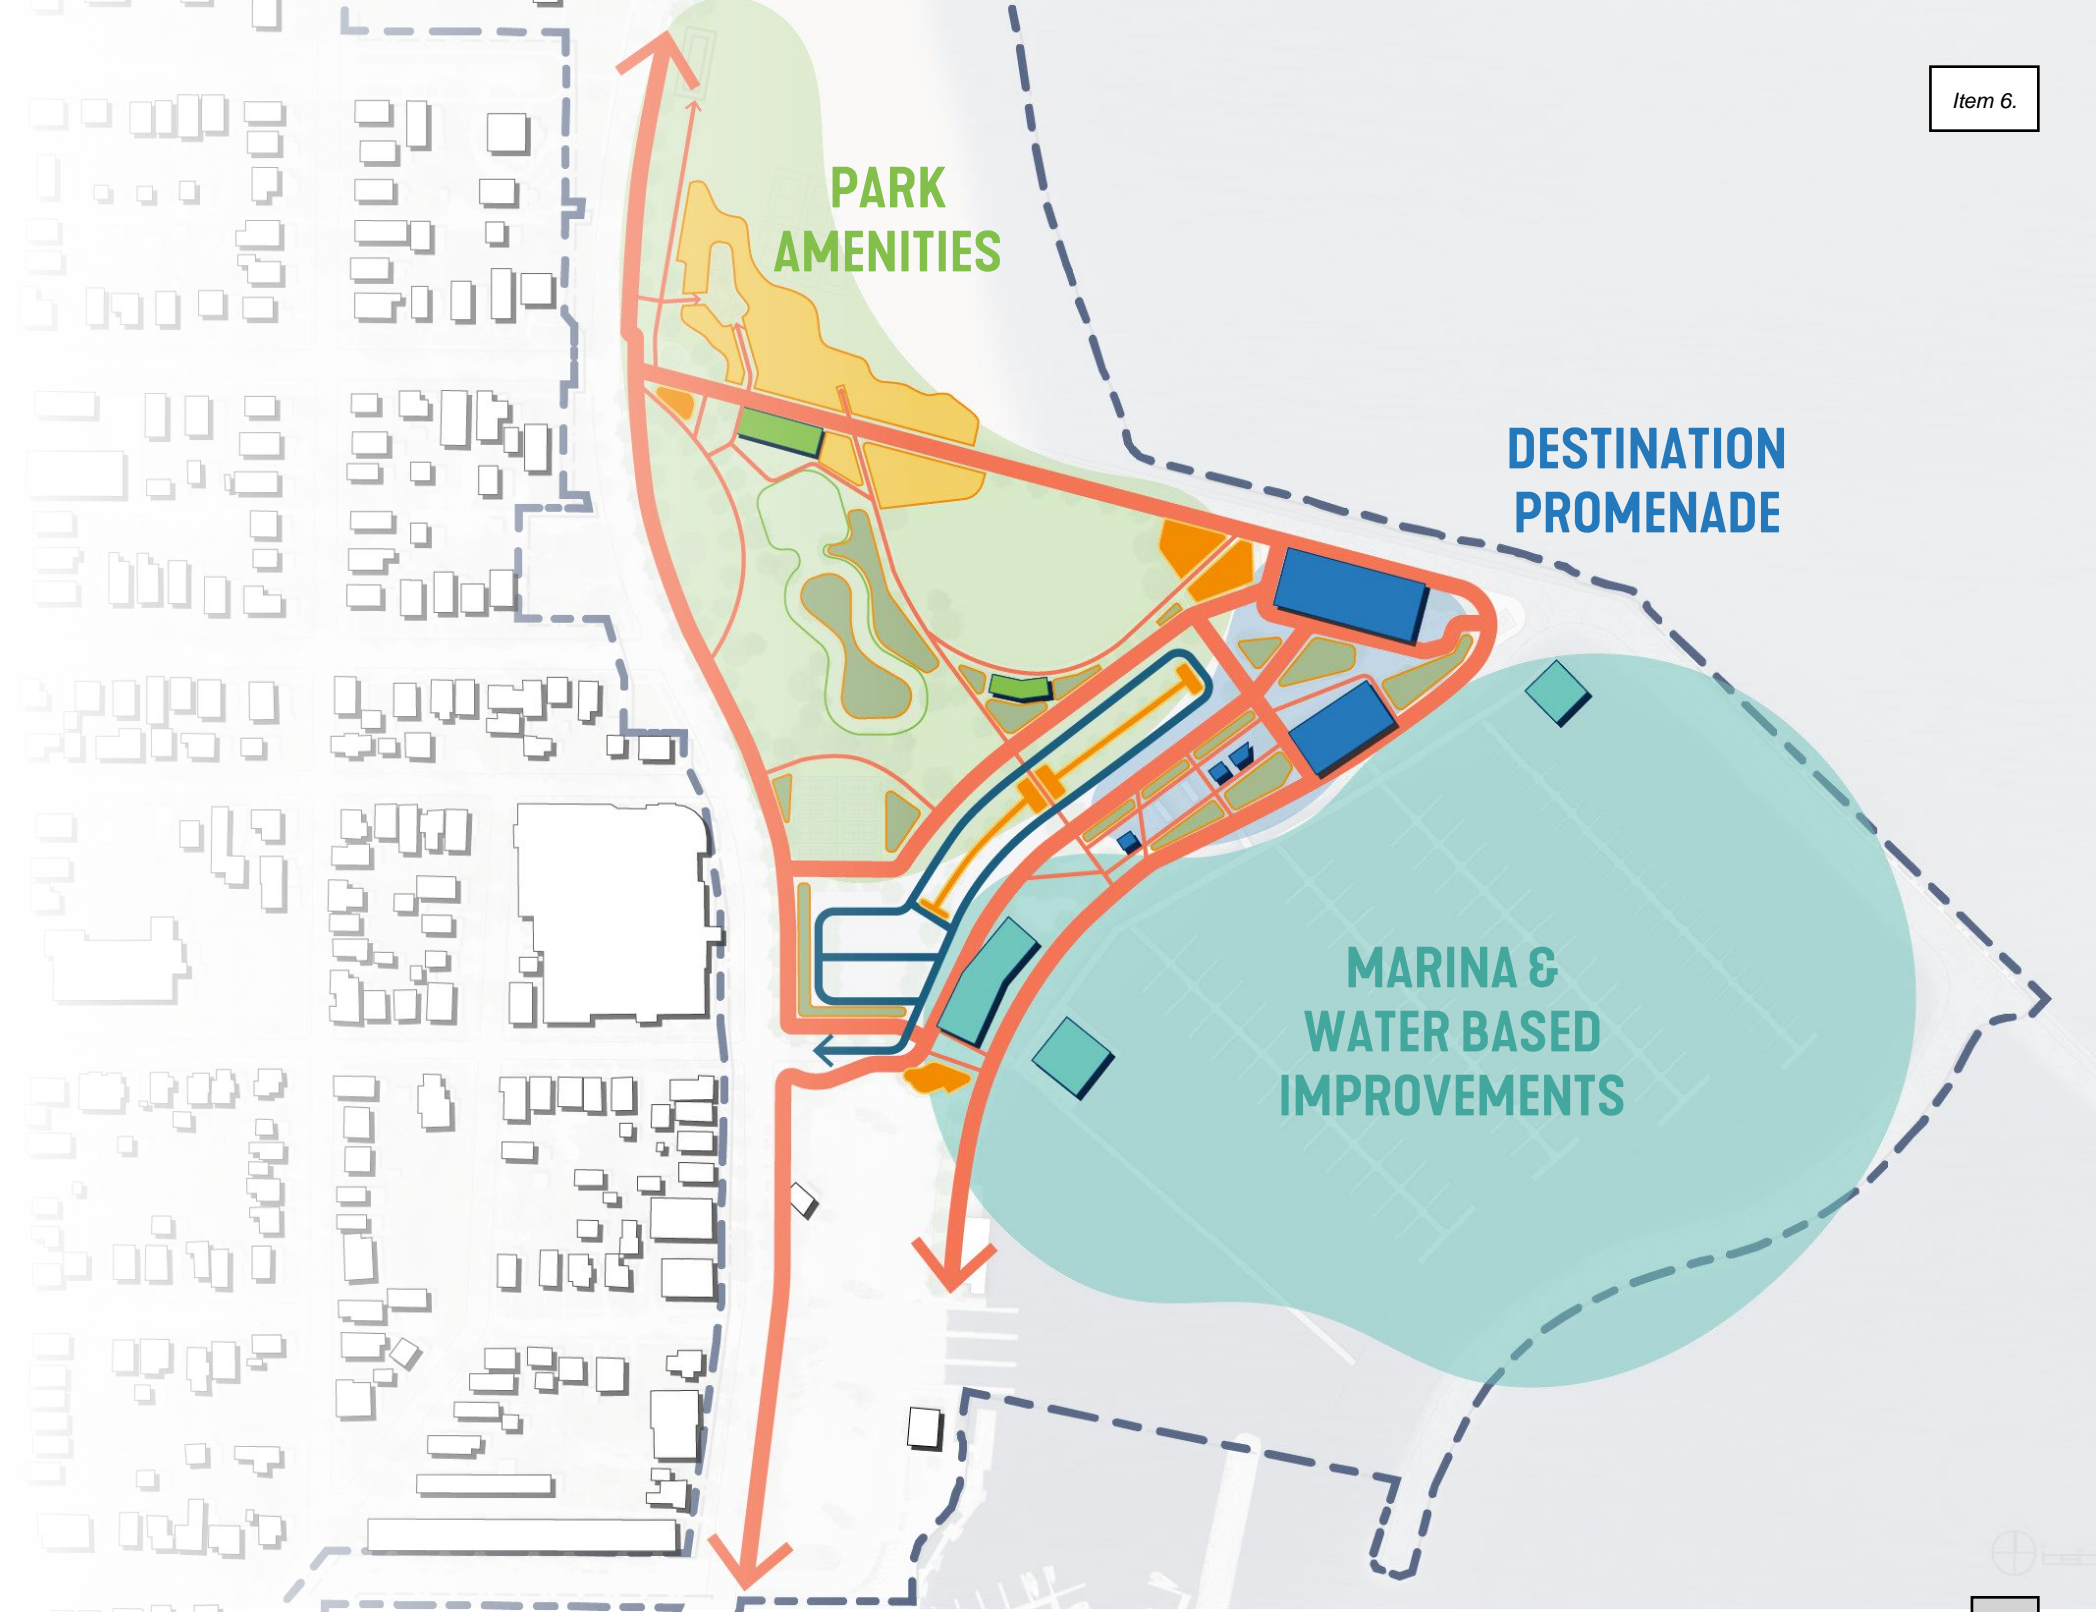 Item 6.
PARK
AMENITIES
DESTINATION
PROMENADE
MARINA &
WATER BASED
IMPROVEMENTS